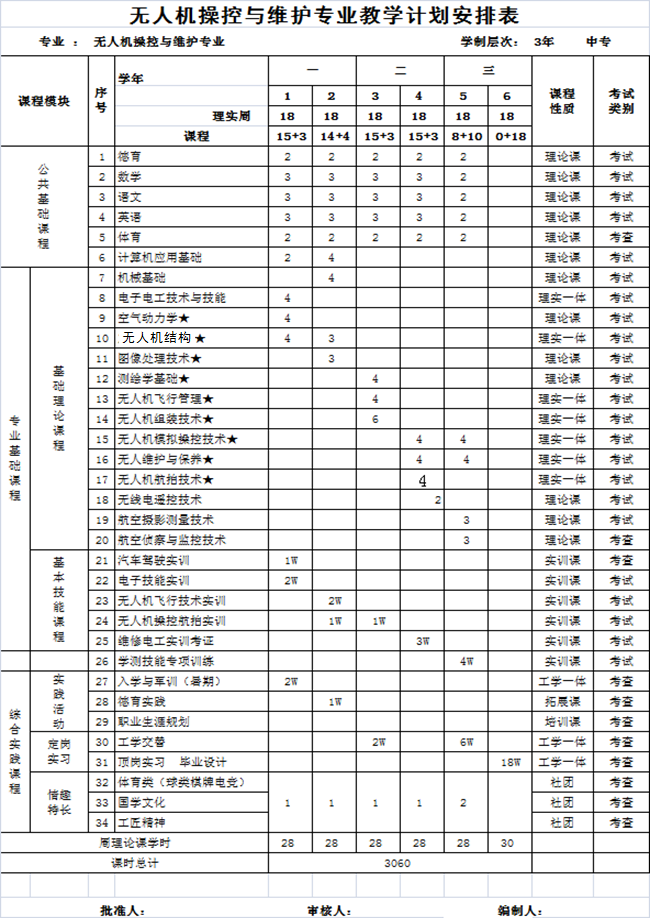 无人机操控与维护专业教学计划安排表
专业 ： 无人机操控与维护专业 学制层次： 3年 中专
课程模块 序号 学年 一 二 三 课程性质 考试类别
1 2 3 4 5 6
理实周 18 18 18 18 18 18
课程 15+3 14+4 15+3 15+3 8+10 0+18
公共基础课程
1 德育 2 2 2 2 2 理论课 考试
2 数学 3 3 3 3 2 理论课 考试
3 语文 3 3 3 3 2 理论课 考试
4 英语 3 3 3 3 2 理论课 考试
5 体育 2 2 2 2 2 理论课 考查
6 计算机应用基础 2 4 理论课 考试
专业基础课程
基础理论课程
7 机械基础 4 理论课 考试
8 电子电工技术与技能 4 理实一体 考试
9 空气动力学★ 4 理论课 考试
10 无人机结构★ 4 3 理实一体 考试
11 图像处理技术★ 3 理论课 考试
12 测绘学基础★ 4 理论课 考试
13 无人机飞行管理★ 4 理实一体 考试
14 无人机组装技术★ 6 理实一体 考试
15 无人机模拟操控技术★ 4 4 理实一体 考试
16 无人维护与保养★ 4 4 理实一体 考试
17 无人机航拍技术★ 4 理实一体 考试
18 无线电遥控技术 2 理论课 考试
19 航空摄影测量技术 3 理论课 考试
20 航空侦察与监控技术 3 理论课 考查
基本技能课程
21 汽车驾驶实训 1W 实训课 考查
22 电子技能实训 2W 实训课 考试
23 无人机飞行技术实训 2W 实训课 考试
24 无人机操控航拍实训 1W 1W 实训课 考试
25 维修电工实训考证 3W 实训课 考试
26 学测技能专项训练 4W 实训课 考试
综合实践课程
实践活动
27 入学与军训（暑期） 2W 工学一体 考查
28 德育实践 1W 拓展课 考查
29 职业生涯规划 培训课 考查
定岗实习
30 工学交替 2W 6W 工学一体 考查
31 顶岗实习 毕业设计 18W 工学一体 考查
情趣特长
32 体育类（球类棋牌电竞） 社团 考查
33 国学文化 1 1 1 1 2 社团 考查
34 工匠精神 社团 考查
周理论课学时 28 28 28 28 28 30
课时总计 3060
批准人： 审核人： 编制人：